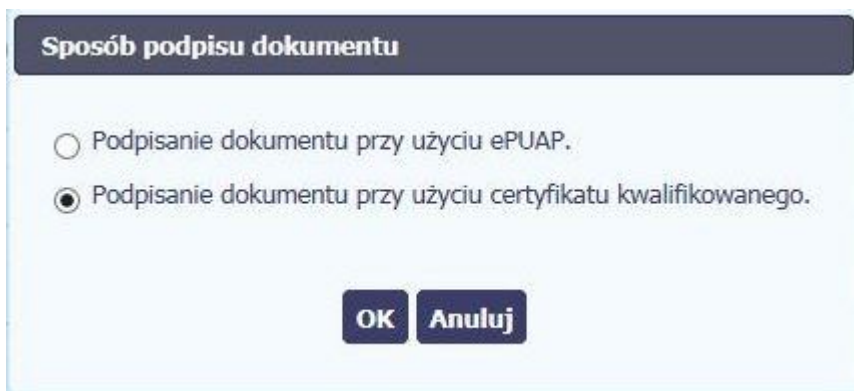 Sposób podpisu dokumentu
Podpisanie dokumentu przy użyciu ePUAP.
Podpisanie dokumentu przy użyciu certyfikatu kwalifikowanego.
OK Anuluj